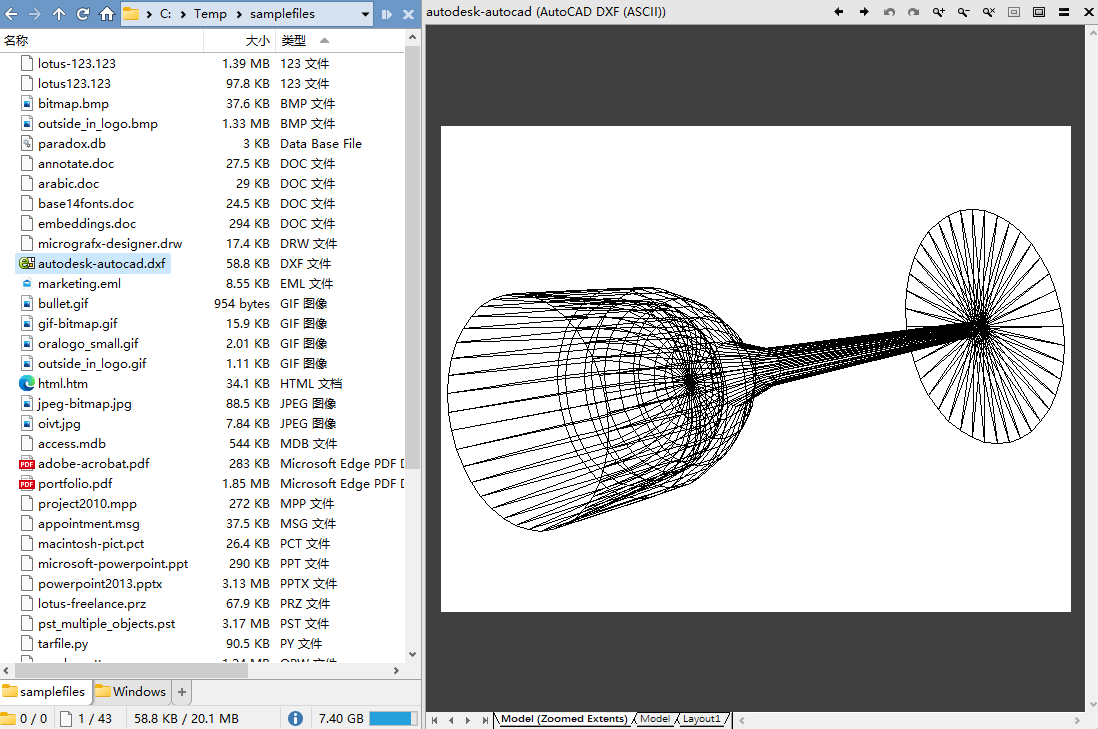 C: Temp samplefiles
autodesk-autocad (AutoCAD DXF (ASCII))
名称 大小 类型
lotus-123.123 1.39 MB 123 文件
lotus123.123 97.8 KB 123 文件
bitmap.bmp 37.6 KB BMP 文件
outside_in_logo.bmp 1.33 MB BMP 文件
paradox.db 3 KB Data Base File
annotate.doc 27.5 KB DOC 文件
arabic.doc 29 KB DOC 文件
base14fonts.doc 24.5 KB DOC 文件
embeddings.doc 294 KB DOC 文件
micrografx-designer.drw 17.4 KB DRW 文件
autodesk-autocad.dxf 58.8 KB DXF 文件
marketing.eml 8.55 KB EML 文件
bullet.gif 954 bytes GIF 图像
gif-bitmap.gif 15.9 KB GIF 图像
oralogo_small.gif 2.01 KB GIF 图像
outside_in_logo.gif 1.11 KB GIF 图像
html.htm 34.1 KB HTML 文档
jpeg-bitmap.jpg 88.5 KB JPEG 图像
oivt.jpg 7.84 KB JPEG 图像
access.mdb 544 KB MDB 文件
adobe-acrobat.pdf 283 KB Microsoft Edge PDF
portfolio.pdf 1.85 MB Microsoft Edge PDF
project2010.mpp 272 KB MPP 文件
appointment.msg 37.5 KB MSG 文件
macintosh-pict.pct 26.4 KB PCT 文件
microsoft-powerpoint.ppt 290 KB PPT 文件
powerpoint2013.pptx 3.13 MB PPTX 文件
lotus-freelance.prz 67.9 KB PRZ 文件
pst_multiple_objects.pst 3.17 MB PST 文件
tarfile.py 90.5 KB PY 文件
samplefiles Windows +
0 / 0 1 / 43 58.8 KB / 20.1 MB 7.40 GB
Model (Zoomed Extents) Model Layout1